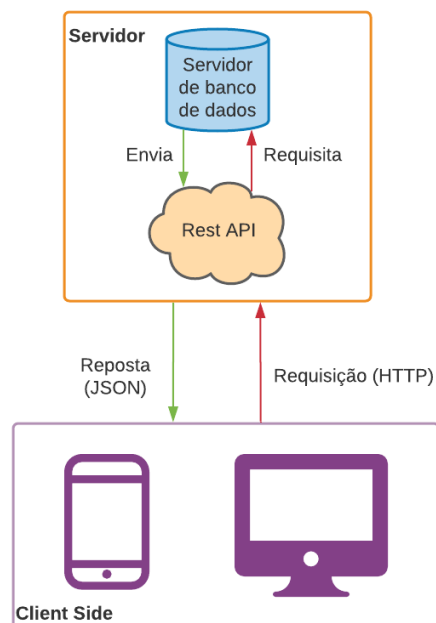 Servidor
Servidor
de banco
de dados
Envia
Requisita
Rest API
Reposta
(JSON)
Requisição (HTTP)
Client Side